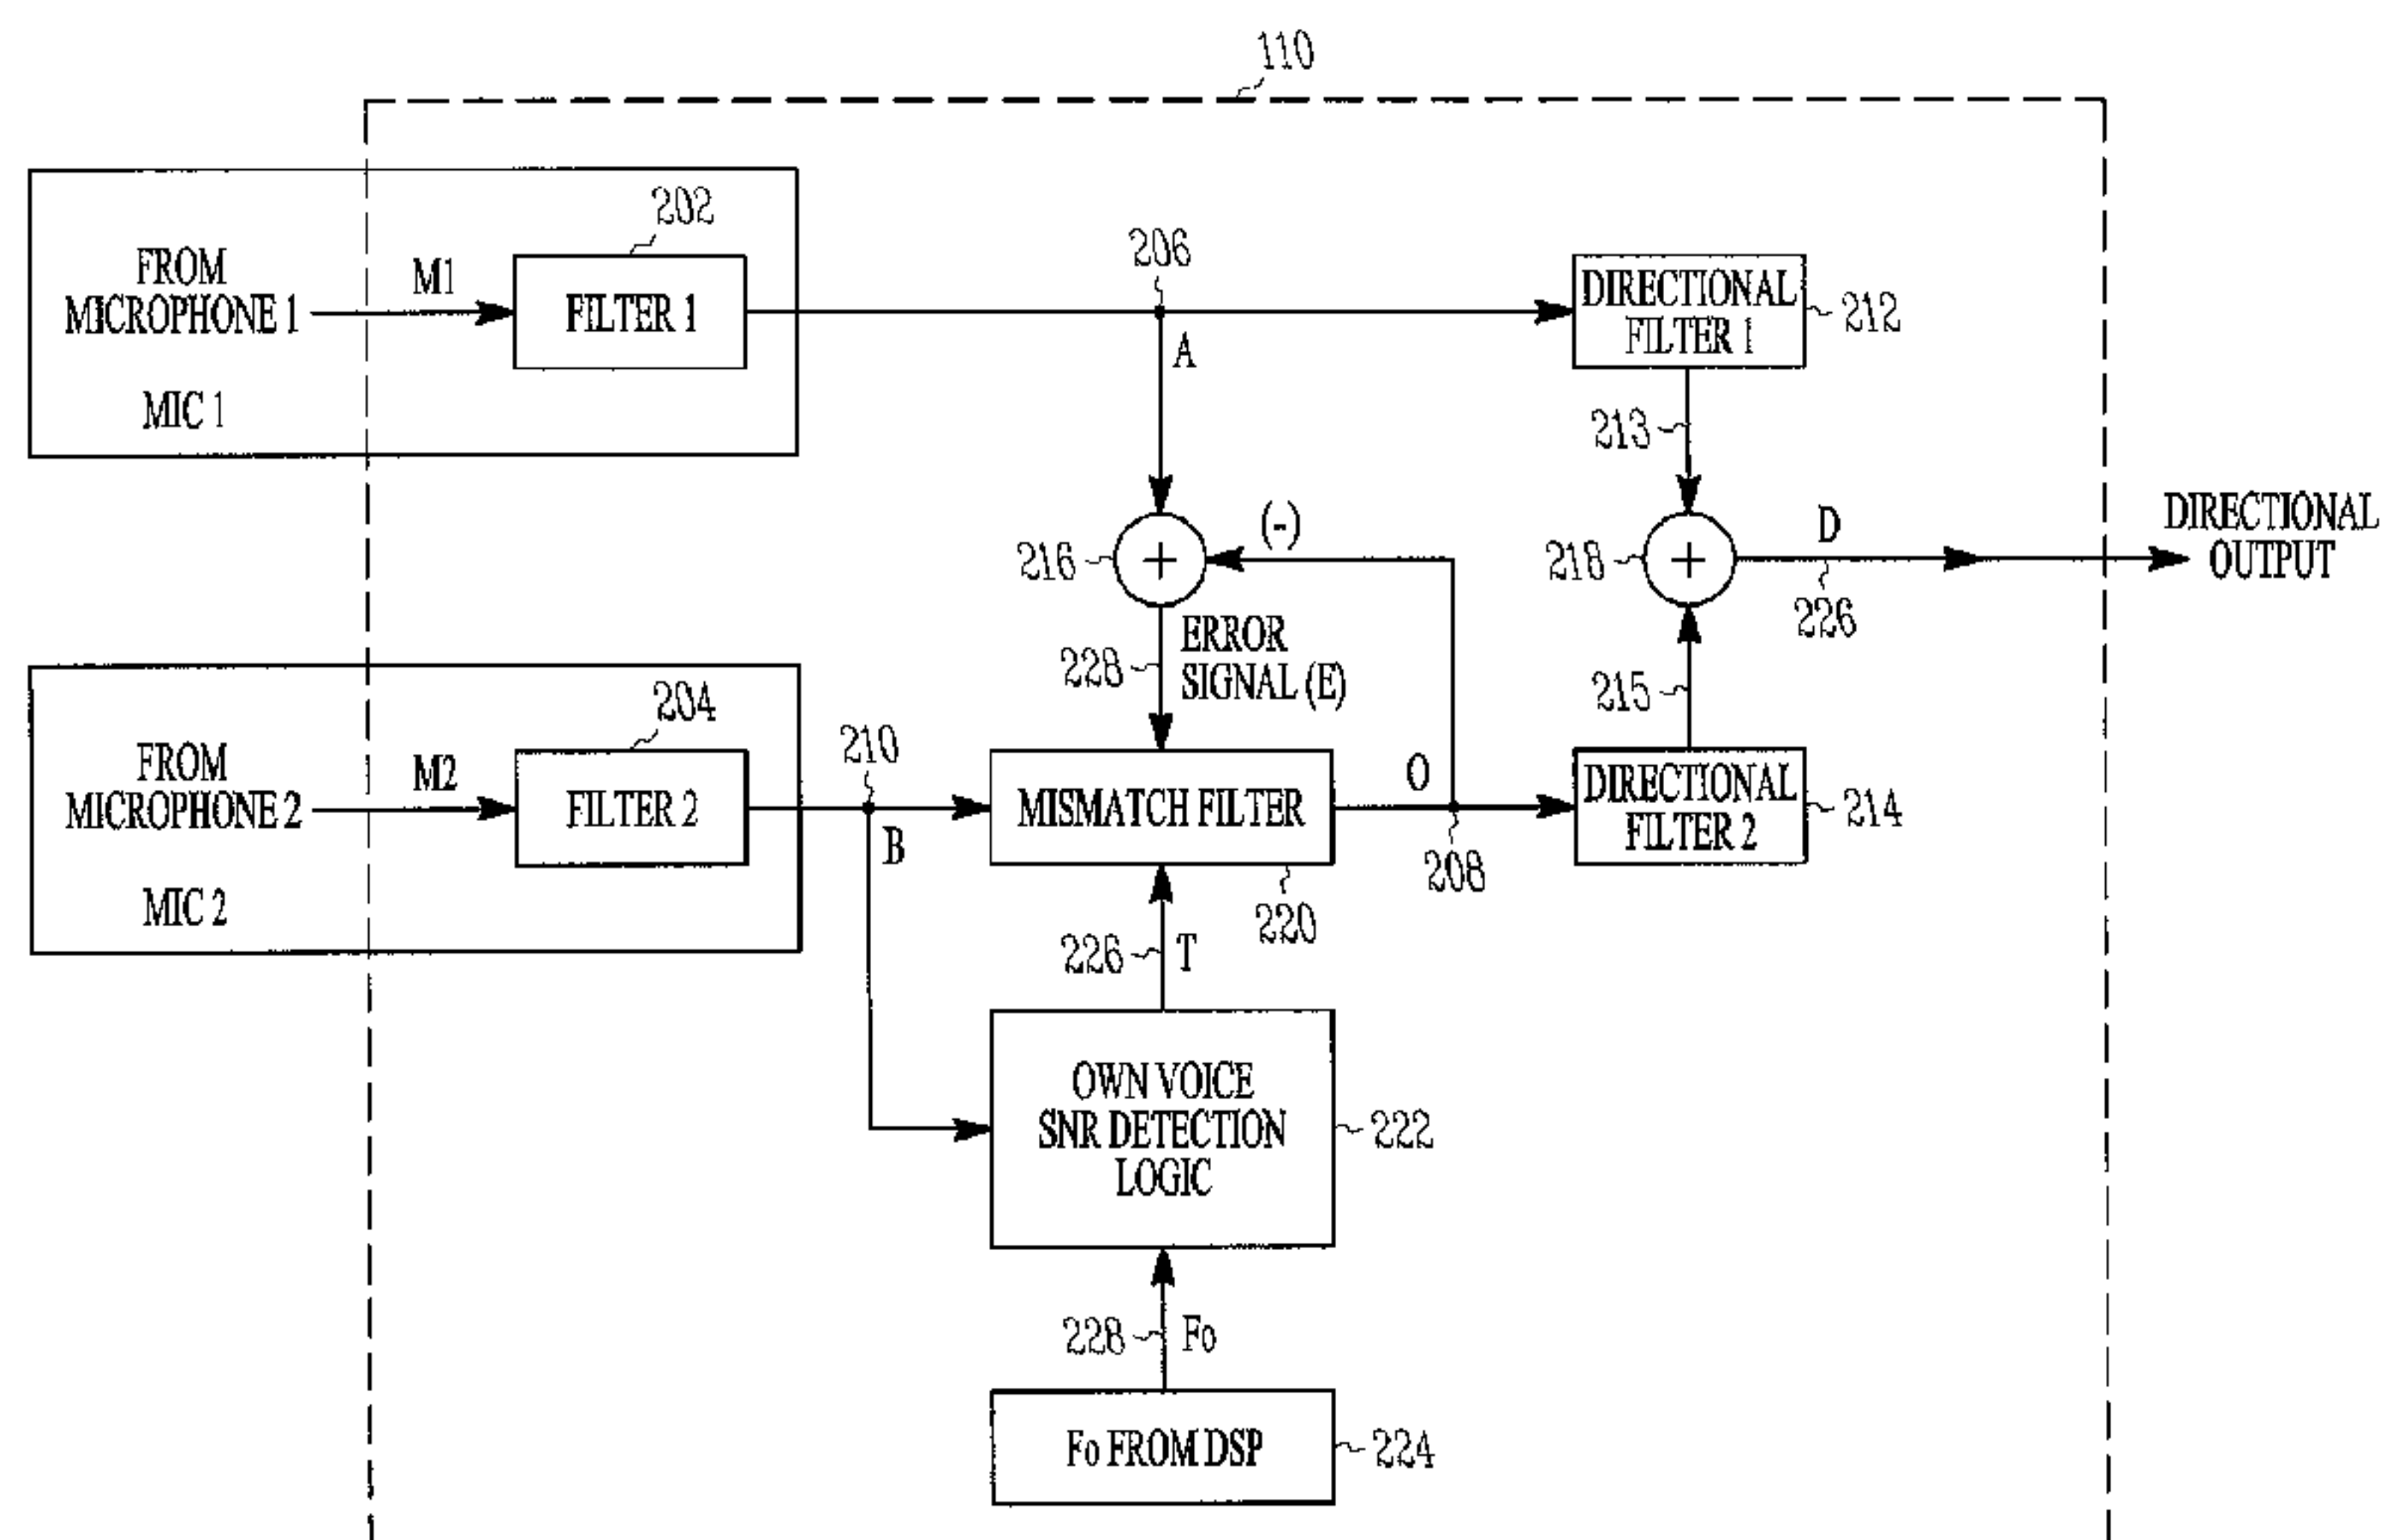 110
202
FROM
MICROPHONE 1
M1
FILTER 1
MIC 1
206
A
DIRECTIONAL
FILTER 1
212
213
216
(-)
218
D
226
DIRECTIONAL
OUTPUT
ERROR
SIGNAL (E)
228
215
204
FROM
MICROPHONE 2
M2
FILTER 2
MIC 2
210
B
MISMATCH FILTER
O
208
220
DIRECTIONAL
FILTER 2
214
226
T
OWN VOICE
SNR DETECTION
LOGIC
222
228
Fo
Fo FROM DSP
224